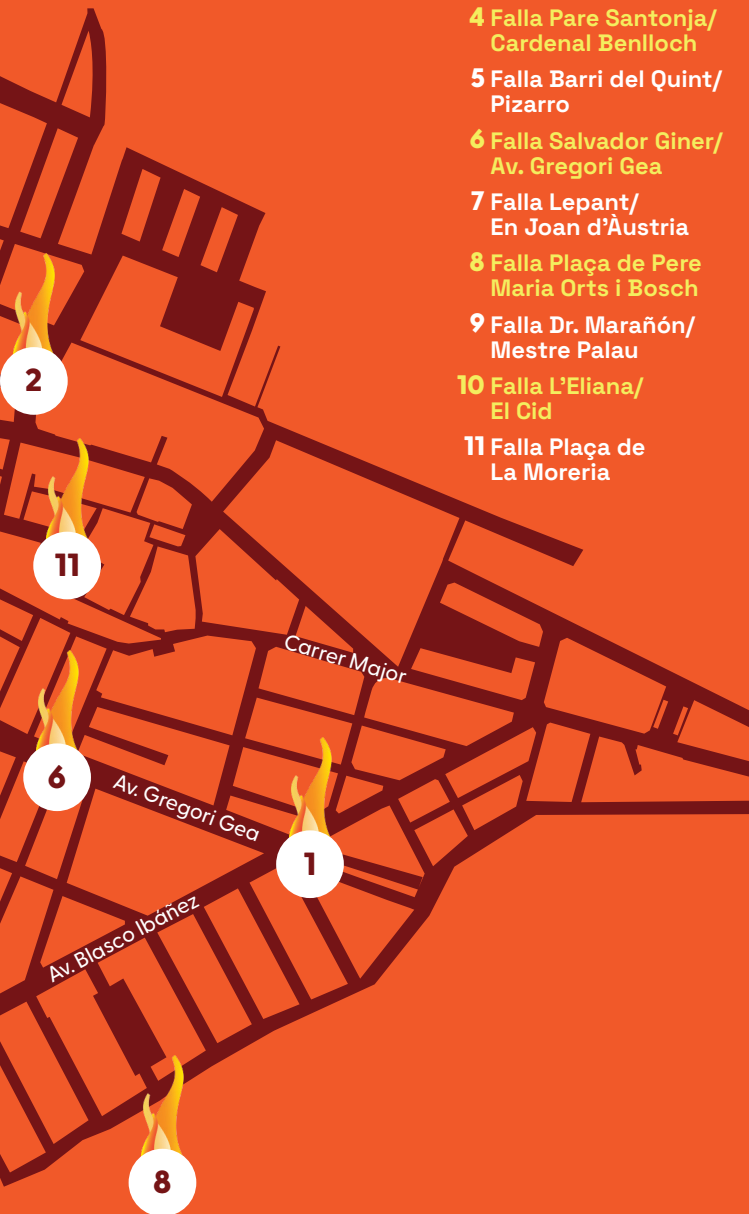 4 Falla Pare Santonja/
Cardenal Benlloch
5 Falla Barri del Quint/
Pizarro
6 Falla Salvador Giner/
Av. Gregori Gea
7 Falla Lepant/
En Joan d'Àustria
8 Falla Plaça de Pere
Maria Orts i Bosch
9 Falla Dr. Marañón/
Mestre Palau
10 Falla L'Eliana/
El Cid
11 Falla Plaça de
La Moreria
2
11
Carrer Major
6
Av. Gregori Gea
1
Av. Blasco Ibáñez
8